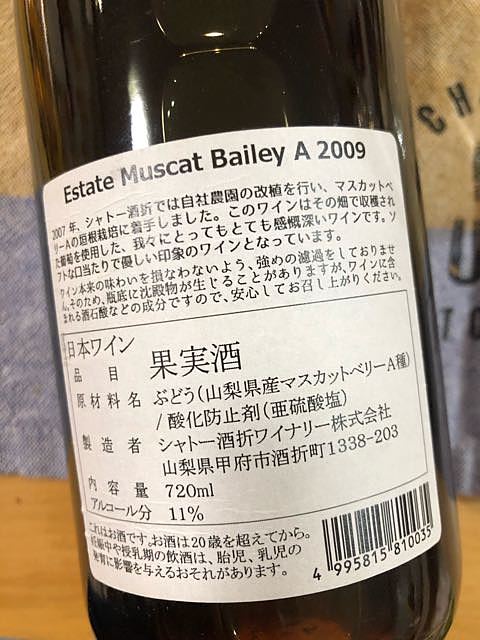 Estate Muscat Bailey A 2009
2007 年、シャトー酒折では自社農園の改植を行い、マスカットベ
リーAの垣根栽培に着手しました。このワインはその畑で収穫され
た葡萄を使用した、我々にとってもとても感慨深いワインです。ソ
フトな口当たりで優しい印象のワインとなっています。
ワイン本来の味わいを損なわないよう、強めの濾過をしておりませ
ん。そのため、瓶底に沈殿物が生じることがありますが、ワインに含
まれる酒石酸などの成分ですので、安心してお召し上がりください。
日本ワイン
品目 果実酒
原材料名 ぶどう(山梨県産マスカットベリーA種)
/ 酸化防止剤(亜硫酸塩)
製造者 シャトー酒折ワイナリー株式会社
山梨県甲府市酒折町1338-203
内容量 720ml
アルコール分 11%
これはお酒です。お酒は20歳を超えてから。
妊娠中や授乳期の飲酒は、胎児、乳児の
発育に影響を与えるおそれがあります。
4 995815 810035